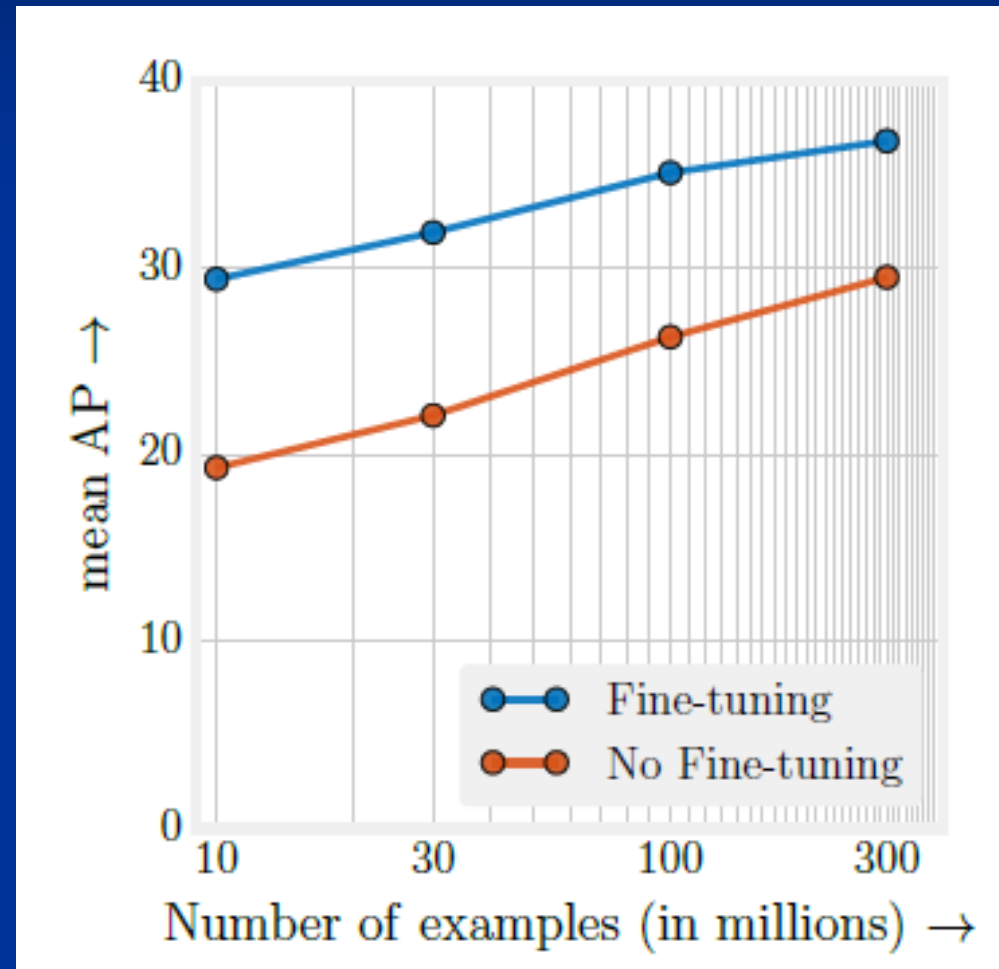 40
30
20
10
0
mean AP →
Fine-tuning
No Fine-tuning
10 30 100 300
Number of examples (in millions) →